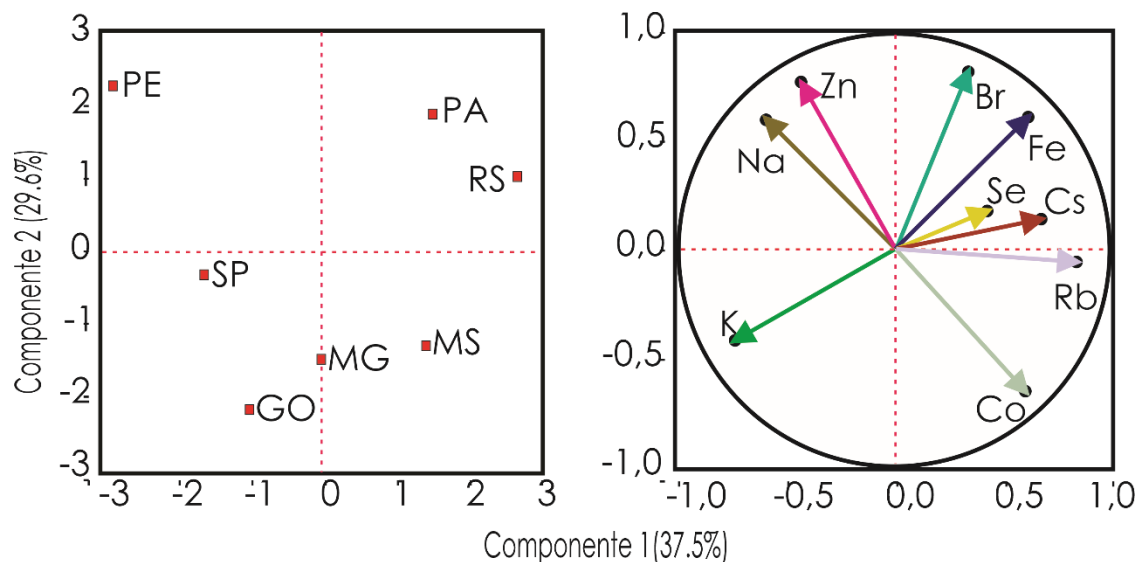 Componente 2 (29.6%)
3
2
1
0
-1
-2
-3
PE
PA
RS
SP
MG
MS
GO
-3
-2
-1
0
1
2
3
1,0
0,5
0,0
-0,5
-1,0
Zn
Br
Na
Fe
Se
Cs
Rb
K
Co
-1,0
-0,5
0,0
0,5
1,0
Componente 1(37.5%)